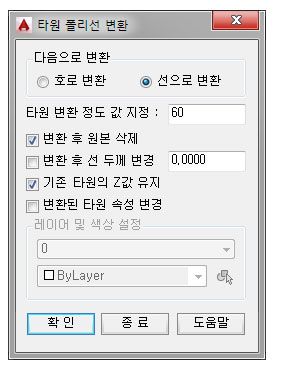 타원 폴리선 변환
다음으로 변환
호로 변환 선으로 변환
타원 변환 정도 값 지정 : 60
변환 후 원본 삭제
변환 후 선 두께 변경 0,0000
기존 타원의 Z값 유지
변환된 타원 속성 변경
레이어 및 색상 설정
0
ByLayer
확 인 종 료 도움말